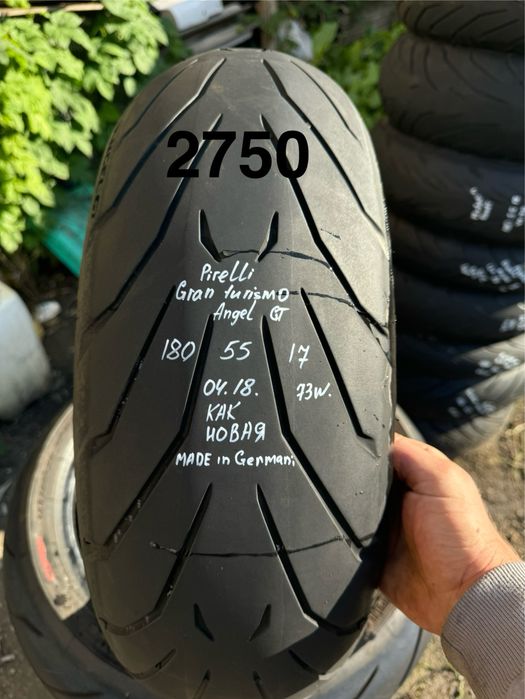 2750
Pirelli
Gran turismo
Angel GT
180 55 17
04.18. 73w.
КАК
НОВАЯ
MADE in Germani